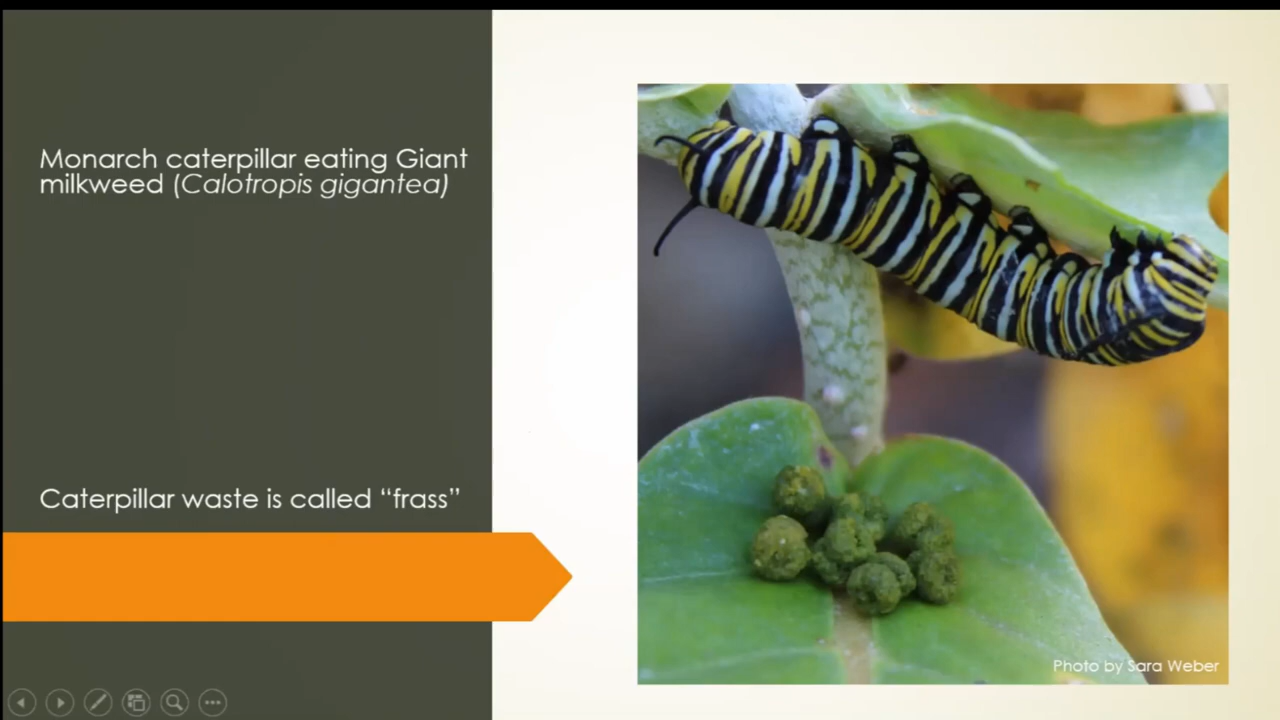 Monarch caterpillar eating Giant
milkweed (Calotropis gigantea)
Caterpillar waste is called “frass”
Photo by Sara Weber